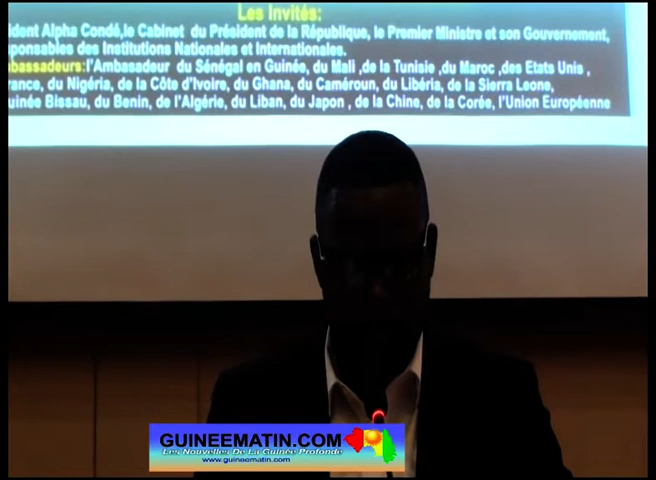 Les Invités:
ident Alpha Condé,le Cabinet du Président de la République, le Premier Ministre et son Gouvernement,
sponsables des Institutions Nationales et Internationales.
mbassadeurs:l'Ambasadeur du Sénégal en Guinée, du Mali ,de la Tunisie ,du Maroc ,des Etats Unis ,
rance, du Nigéria, de la Côte d'Ivoire, du Ghana, du Caméroun, du Libéria, de la Sierra Leone,
uinée Bissau, du Benin, de l'Algérie, du Liban, du Japon , de la Chine, de la Corée, l'Union Européenne
GUINEEMATIN.COM
Les Nouvelles De La Guinée Profonde
www.guineematin.com